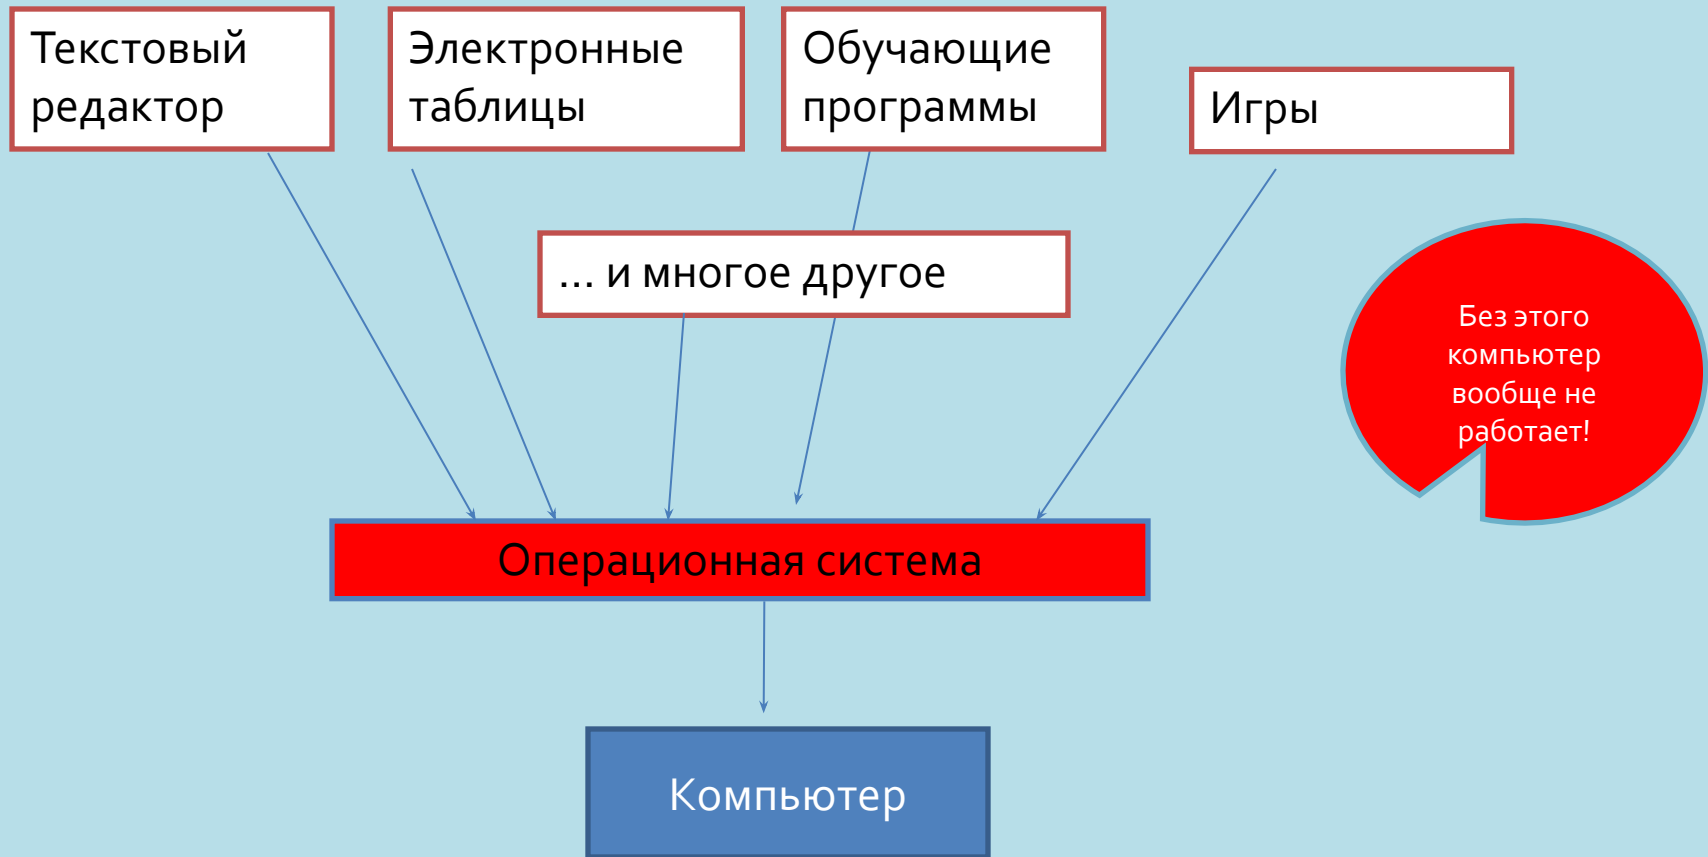 Текстовый
редактор
Электронные
таблицы
Обучающие
программы
Игры
... и многое другое
Без этого
компьютер
вообще не
работает!
Операционная система
Компьютер